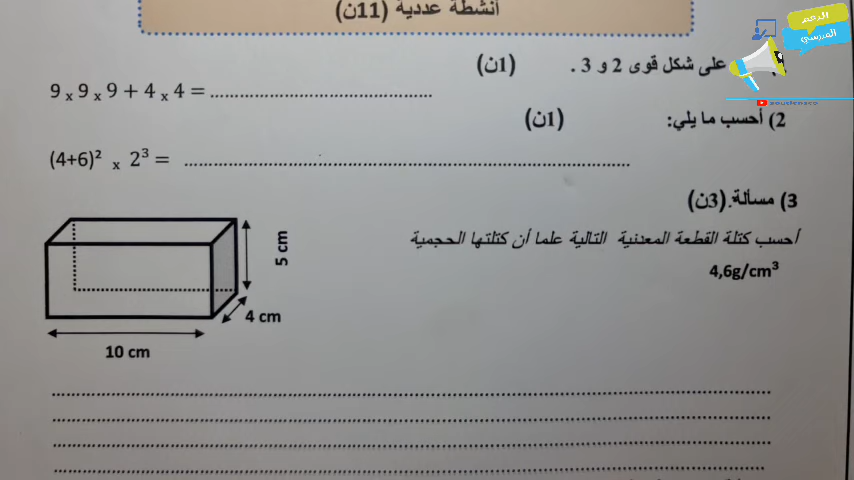 أنشطة عددية (11ن)
الدعم
المدرسي
على شكل قوى 2 و 3 . (1ن)
9 x 9 x 9 + 4 x 4 = ..........................................
2) أحسب ما يلي: (1ن)
(4+6)² x 2³ = ..........................................
3) مسألة. (3ن)
أحسب كتلة القطعة المعدنية التالية علما أن كتلتها الحجمية
4,6g/cm³
5 cm
4 cm
10 cm